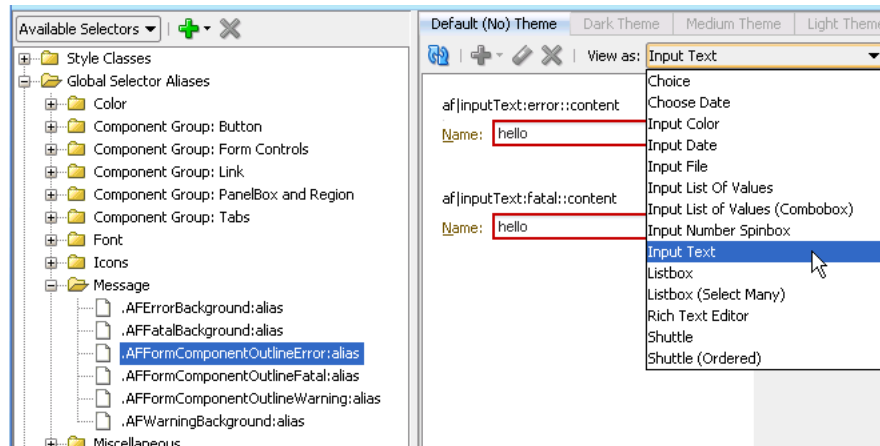 Available Selectors
Style Classes
Global Selector Aliases
Color
Component Group: Button
Component Group: Form Controls
Component Group: Link
Component Group: PanelBox and Region
Component Group: Tabs
Font
Icons
Message
.AFErrorBackground:alias
.AFFatalBackground:alias
.AFFormComponentOutlineError:alias
.AFFormComponentOutlineFatal:alias
.AFFormComponentOutlineWarning:alias
.AFWarningBackground:alias
Miscellaneous
Default (No) Theme Dark Theme Medium Theme Light Theme
View as: Input Text
af|inputText:error::content
Name: hello
af|inputText:fatal::content
Name: hello
Choice
Choose Date
Input Color
Input Date
Input File
Input List Of Values
Input List of Values (Combobox)
Input Number Spinbox
Input Text
Listbox
Listbox (Select Many)
Rich Text Editor
Shuttle
Shuttle (Ordered)